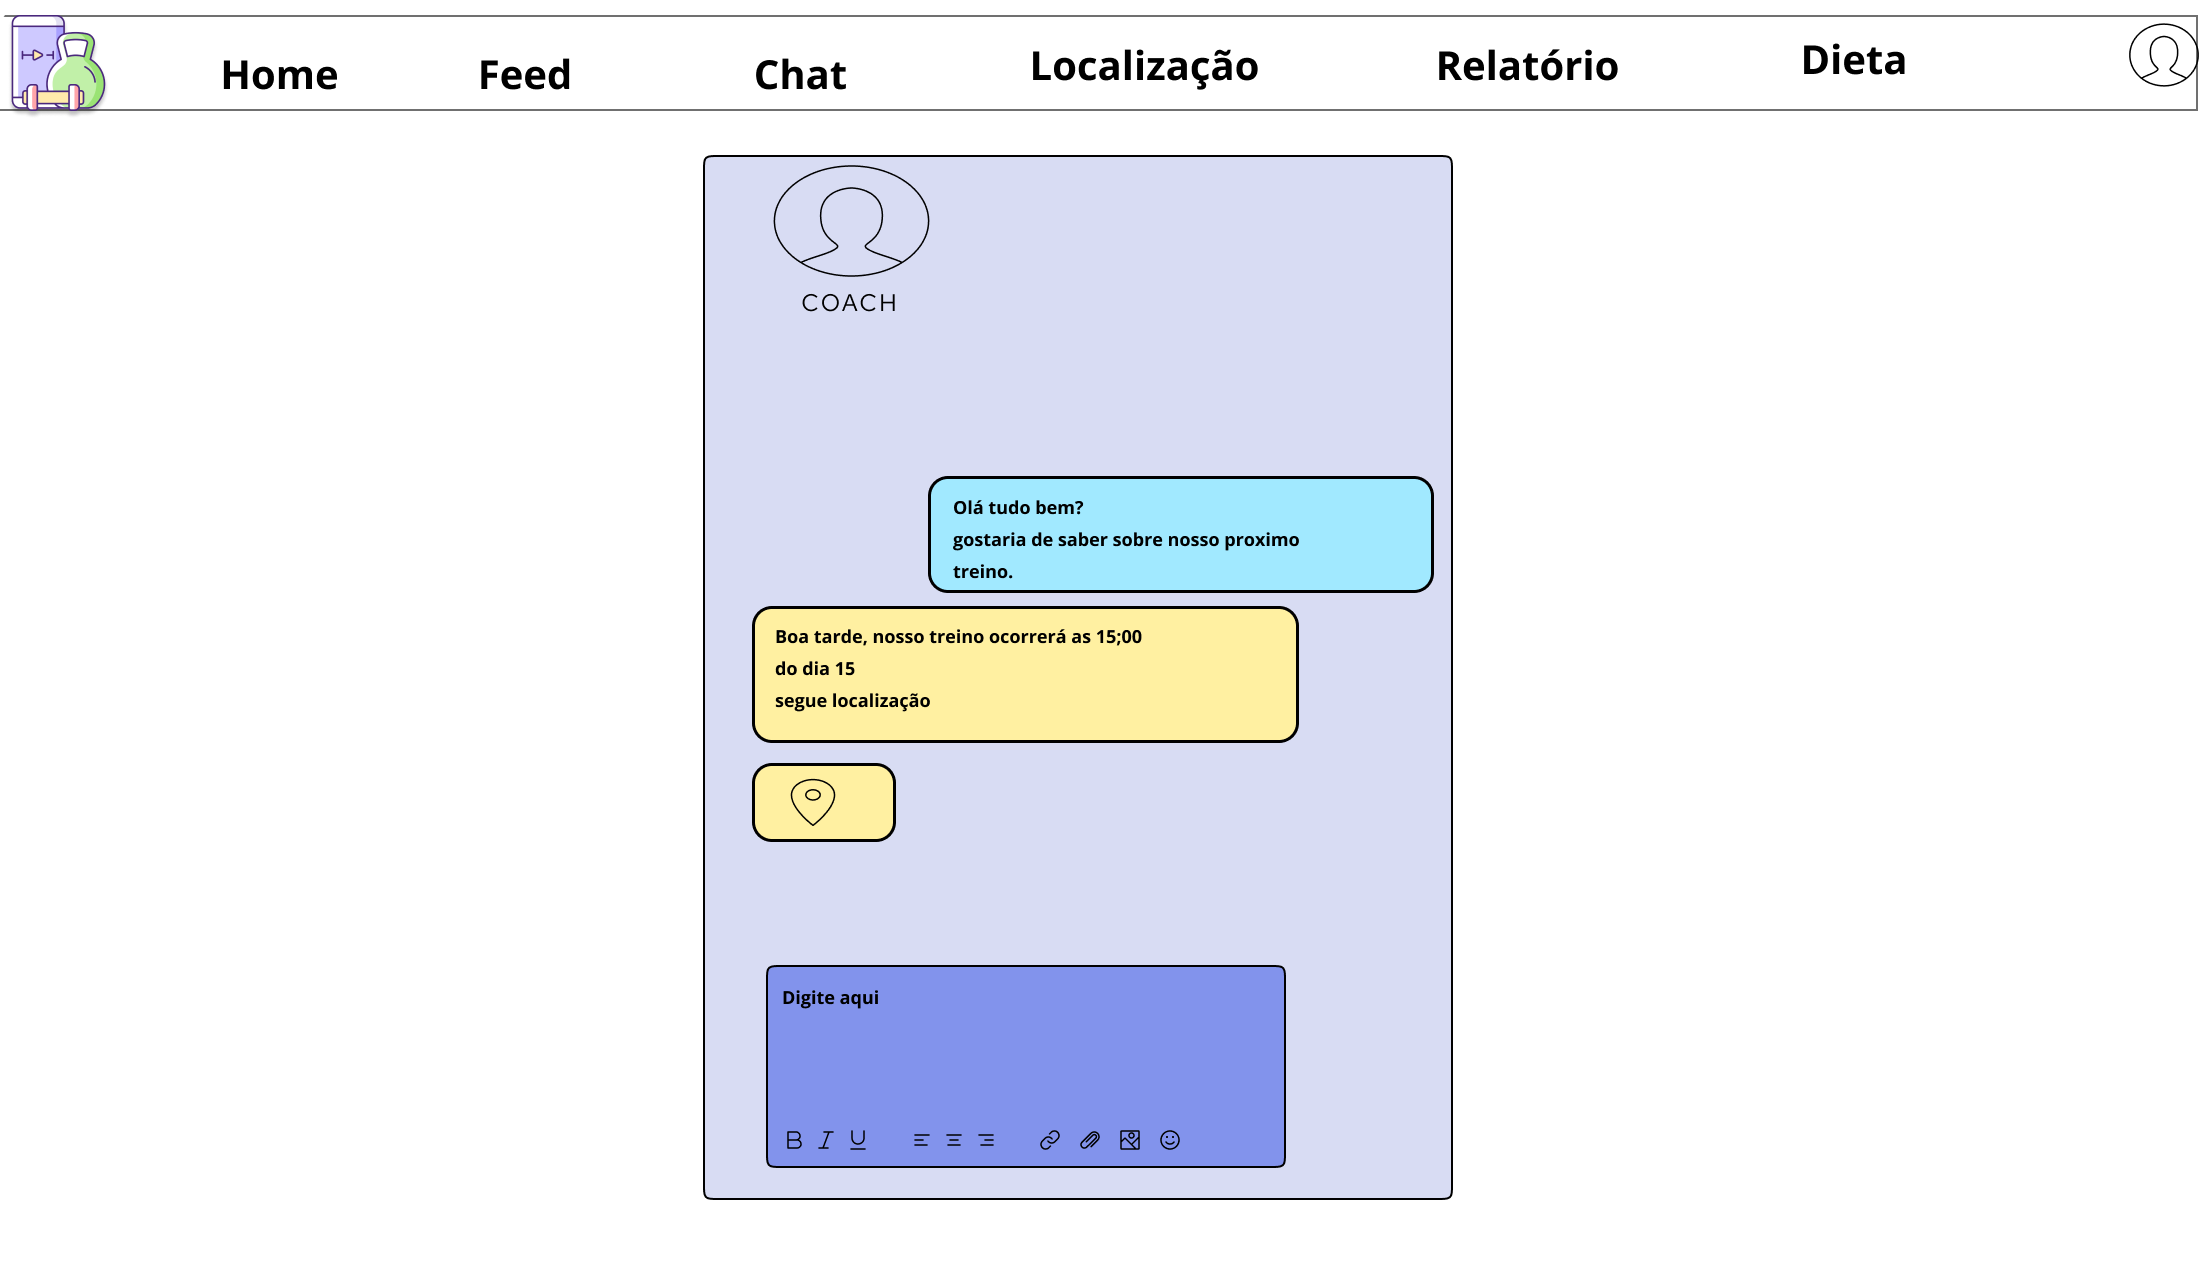 Home Feed Chat Localização Relatório Dieta
COACH
Olá tudo bem?
gostaria de saber sobre nosso proximo
treino.
Boa tarde, nosso treino ocorrerá as 15;00
do dia 15
segue localização
Digite aqui
B I U